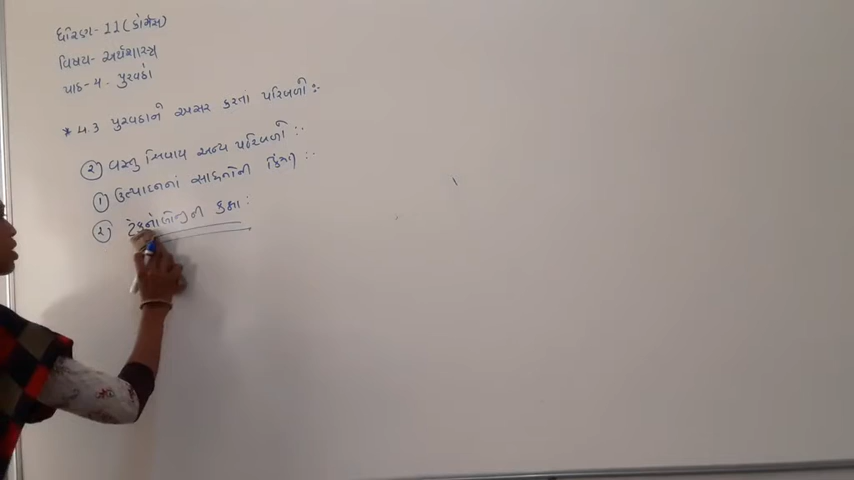 ધોરણ- 11 (કોમર્સ)
વિષય- અર્થશાસ્ત્ર
પાઠ- ૫. પુરવઠો
* ૫.3 પુરવઠાને અસર કરતા પરિબળો :-
(૨) વસ્તુ સિવાય અન્ય પરિબળો :-
(૧) ઉત્પાદનનાં સાધનોની કિંમત :-
(૨) ટેકનોલોજીની કક્ષા :